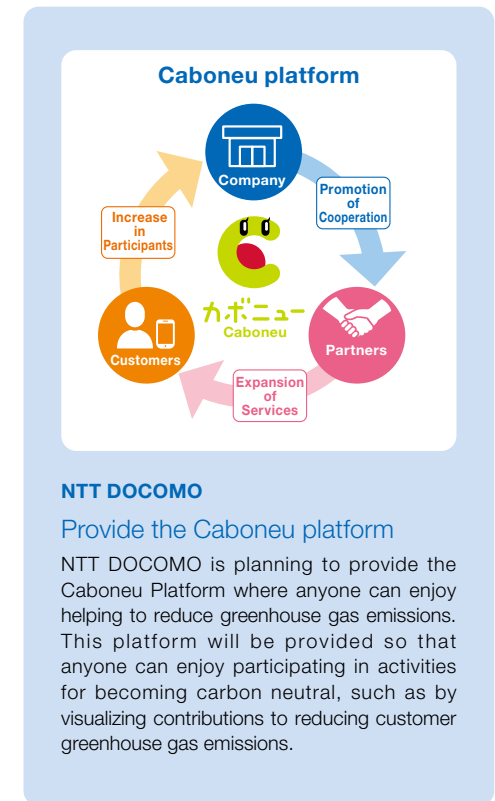 Caboneu platform
Company
Promotion
of
Cooperation
Increase
in
Participants
カボニュー
Caboneu
Customers
Partners
Expansion
of
Services
NTT DOCOMO
Provide the Caboneu platform
NTT DOCOMO is planning to provide the
Caboneu Platform where anyone can enjoy
helping to reduce greenhouse gas emissions.
This platform will be provided so that
anyone can enjoy participating in activities
for becoming carbon neutral, such as by
visualizing contributions to reducing customer
greenhouse gas emissions.